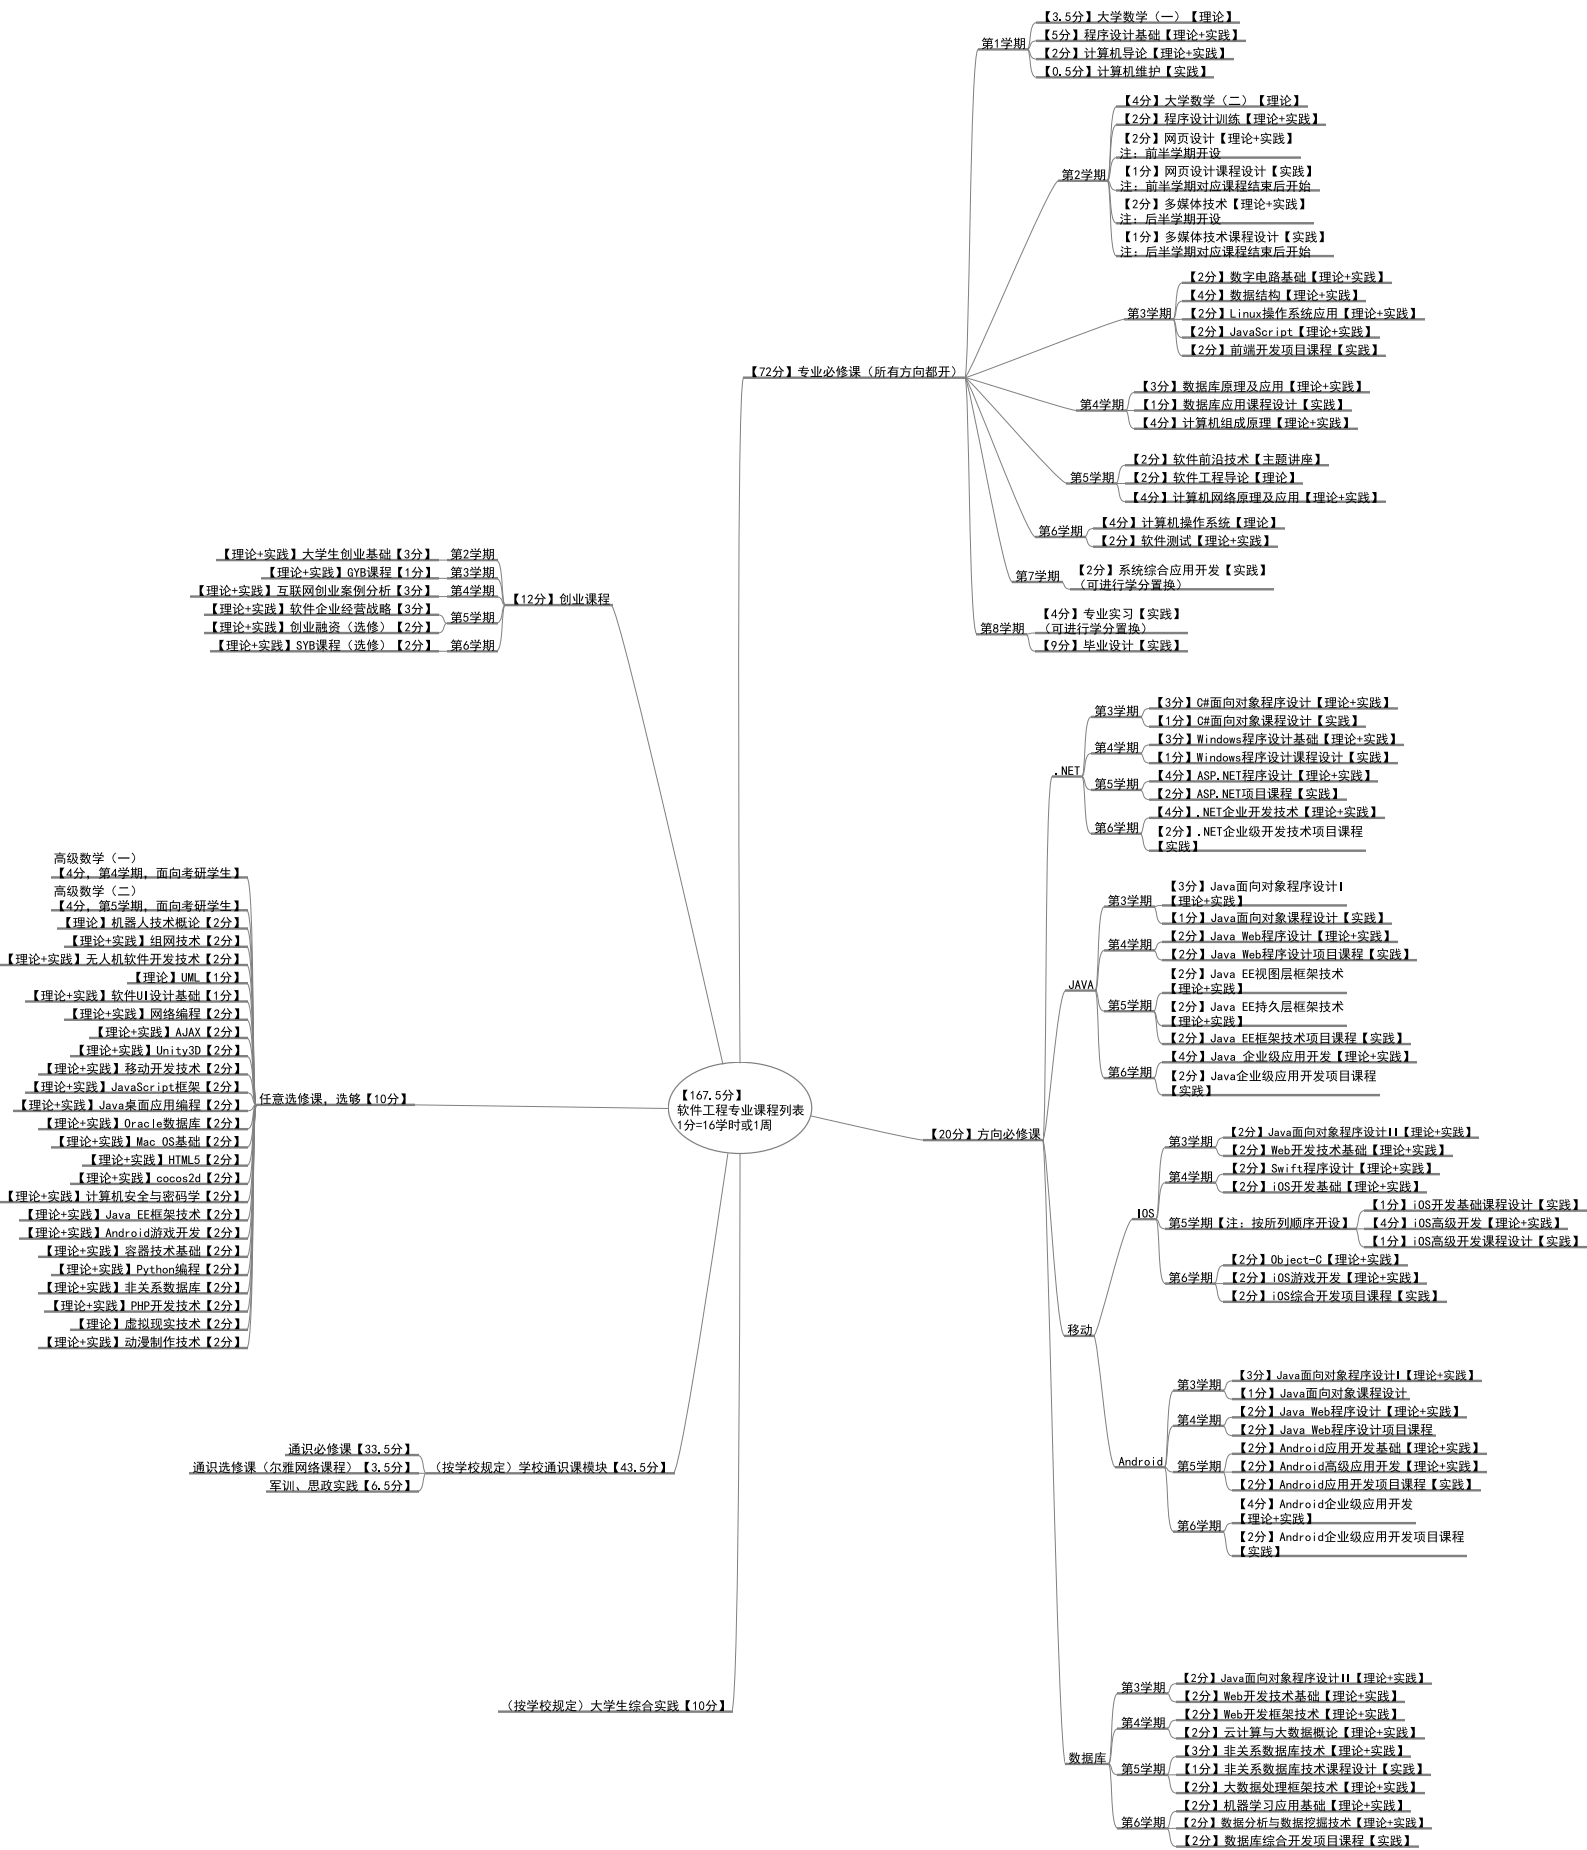 【167.5分】
软件工程专业课程列表
1分=16学时或1周
【72分】专业必修课（所有方向都开）
第1学期
【3.5分】大学数学（一）【理论】
【5分】程序设计基础【理论+实践】
【2分】计算机导论【理论+实践】
【0.5分】计算机维护【实践】
第2学期
【4分】大学数学（二）【理论】
【2分】程序设计训练【理论+实践】
【2分】网页设计【理论+实践】
注：前半学期开设
【1分】网页设计课程设计【实践】
注：前半学期对应课程结束后开始
【2分】多媒体技术【理论+实践】
注：后半学期开设
【1分】多媒体技术课程设计【实践】
注：后半学期对应课程结束后开始
第3学期
【2分】数字电路基础【理论+实践】
【4分】数据结构【理论+实践】
【2分】Linux操作系统应用【理论+实践】
【2分】JavaScript【理论+实践】
【2分】前端开发项目课程【实践】
第4学期
【3分】数据库原理及应用【理论+实践】
【1分】数据库应用课程设计【实践】
【4分】计算机组成原理【理论+实践】
第5学期
【2分】软件前沿技术【主题讲座】
【2分】软件工程导论【理论】
【4分】计算机网络原理及应用【理论+实践】
第6学期
【4分】计算机操作系统【理论】
【2分】软件测试【理论+实践】
第7学期
【2分】系统综合应用开发【实践】
（可进行学分置换）
第8学期
【4分】专业实习【实践】
（可进行学分置换）
【9分】毕业设计【实践】
【20分】方向必修课
.NET
第3学期
【3分】C#面向对象程序设计【理论+实践】
【1分】C#面向对象课程设计【实践】
第4学期
【3分】Windows程序设计基础【理论+实践】
【1分】Windows程序设计课程设计【实践】
第5学期
【4分】ASP.NET程序设计【理论+实践】
【2分】ASP.NET项目课程【实践】
第6学期
【4分】.NET企业开发技术【理论+实践】
【2分】.NET企业级开发技术项目课程
【实践】
JAVA
第3学期
【3分】Java面向对象程序设计I
【理论+实践】
【1分】Java面向对象课程设计【实践】
第4学期
【2分】Java Web程序设计【理论+实践】
【2分】Java Web程序设计项目课程【实践】
第5学期
【2分】Java EE视图层框架技术
【理论+实践】
【2分】Java EE持久层框架技术
【理论+实践】
【2分】Java EE框架技术项目课程【实践】
第6学期
【4分】Java 企业级应用开发【理论+实践】
【2分】Java企业级应用开发项目课程
【实践】
移动
IOS
第3学期
【2分】Java面向对象程序设计II【理论+实践】
【2分】Web开发技术基础【理论+实践】
第4学期
【2分】Swift程序设计【理论+实践】
【2分】iOS开发基础【理论+实践】
第5学期【注：按所列顺序开设】
【1分】iOS开发基础课程设计【实践】
【4分】iOS高级开发【理论+实践】
【1分】iOS高级开发课程设计【实践】
第6学期
【2分】Object-C【理论+实践】
【2分】iOS游戏开发【理论+实践】
【2分】iOS综合开发项目课程【实践】
Android
第3学期
【3分】Java面向对象程序设计I【理论+实践】
【1分】Java面向对象课程设计
第4学期
【2分】Java Web程序设计【理论+实践】
【2分】Java Web程序设计项目课程
第5学期
【2分】Android应用开发基础【理论+实践】
【2分】Android高级应用开发【理论+实践】
【2分】Android应用开发项目课程【实践】
第6学期
【4分】Android企业级应用开发
【理论+实践】
【2分】Android企业级应用开发项目课程
【实践】
数据库
第3学期
【2分】Java面向对象程序设计II【理论+实践】
【2分】Web开发技术基础【理论+实践】
第4学期
【2分】Web开发框架技术【理论+实践】
【2分】云计算与大数据概论【理论+实践】
第5学期
【3分】非关系数据库技术【理论+实践】
【1分】非关系数据库技术课程设计【实践】
【2分】大数据处理框架技术【理论+实践】
第6学期
【2分】机器学习应用基础【理论+实践】
【2分】数据分析与数据挖掘技术【理论+实践】
【2分】数据库综合开发项目课程【实践】
【12分】创业课程
第2学期
【理论+实践】大学生创业基础【3分】
第3学期
【理论+实践】GYB课程【1分】
第4学期
【理论+实践】互联网创业案例分析【3分】
第5学期
【理论+实践】软件企业经营战略【3分】
【理论+实践】创业融资（选修）【2分】
第6学期
【理论+实践】SYB课程（选修）【2分】
任意选修课，选够【10分】
高级数学（一）
【4分，第4学期，面向考研学生】
高级数学（二）
【4分，第5学期，面向考研学生】
【理论】机器人技术概论【2分】
【理论+实践】组网技术【2分】
【理论+实践】无人机软件开发技术【2分】
【理论】UML【1分】
【理论+实践】软件UI设计基础【1分】
【理论+实践】网络编程【2分】
【理论+实践】AJAX【2分】
【理论+实践】Unity3D【2分】
【理论+实践】移动开发技术【2分】
【理论+实践】JavaScript框架【2分】
【理论+实践】Java桌面应用编程【2分】
【理论+实践】Oracle数据库【2分】
【理论+实践】Mac OS基础【2分】
【理论+实践】HTML5【2分】
【理论+实践】cocos2d【2分】
【理论+实践】计算机安全与密码学【2分】
【理论+实践】Java EE框架技术【2分】
【理论+实践】Android游戏开发【2分】
【理论+实践】容器技术基础【2分】
【理论+实践】Python编程【2分】
【理论+实践】非关系数据库【2分】
【理论+实践】PHP开发技术【2分】
【理论】虚拟现实技术【2分】
【理论+实践】动漫制作技术【2分】
（按学校规定）学校通识课模块【43.5分】
通识必修课【33.5分】
通识选修课（尔雅网络课程）【3.5分】
军训、思政实践【6.5分】
（按学校规定）大学生综合实践【10分】